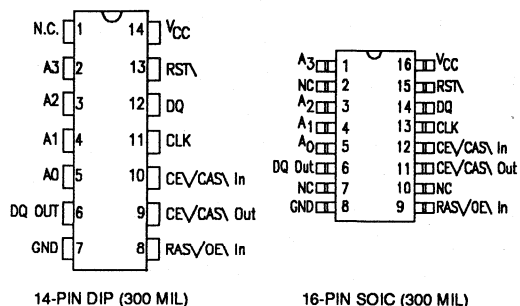 N.C. 1 14 VCC
A3 2 13 RST\
A2 3 12 DQ
A1 4 11 CLK
A0 5 10 CE\/CAS\ In
DQ OUT 6 9 CE\/CAS\ Out
GND 7 8 RAS\/OE\ In
14-PIN DIP (300 MIL)
A3 1 16 VCC
NC 2 15 RST\
A2 3 14 DQ
A1 4 13 CLK
A0 5 12 CE\/CAS\ In
DQ Out 6 11 CE\/CAS\ Out
NC 7 10 NC
GND 8 9 RAS\/OE\ In
16-PIN SOIC (300 MIL)